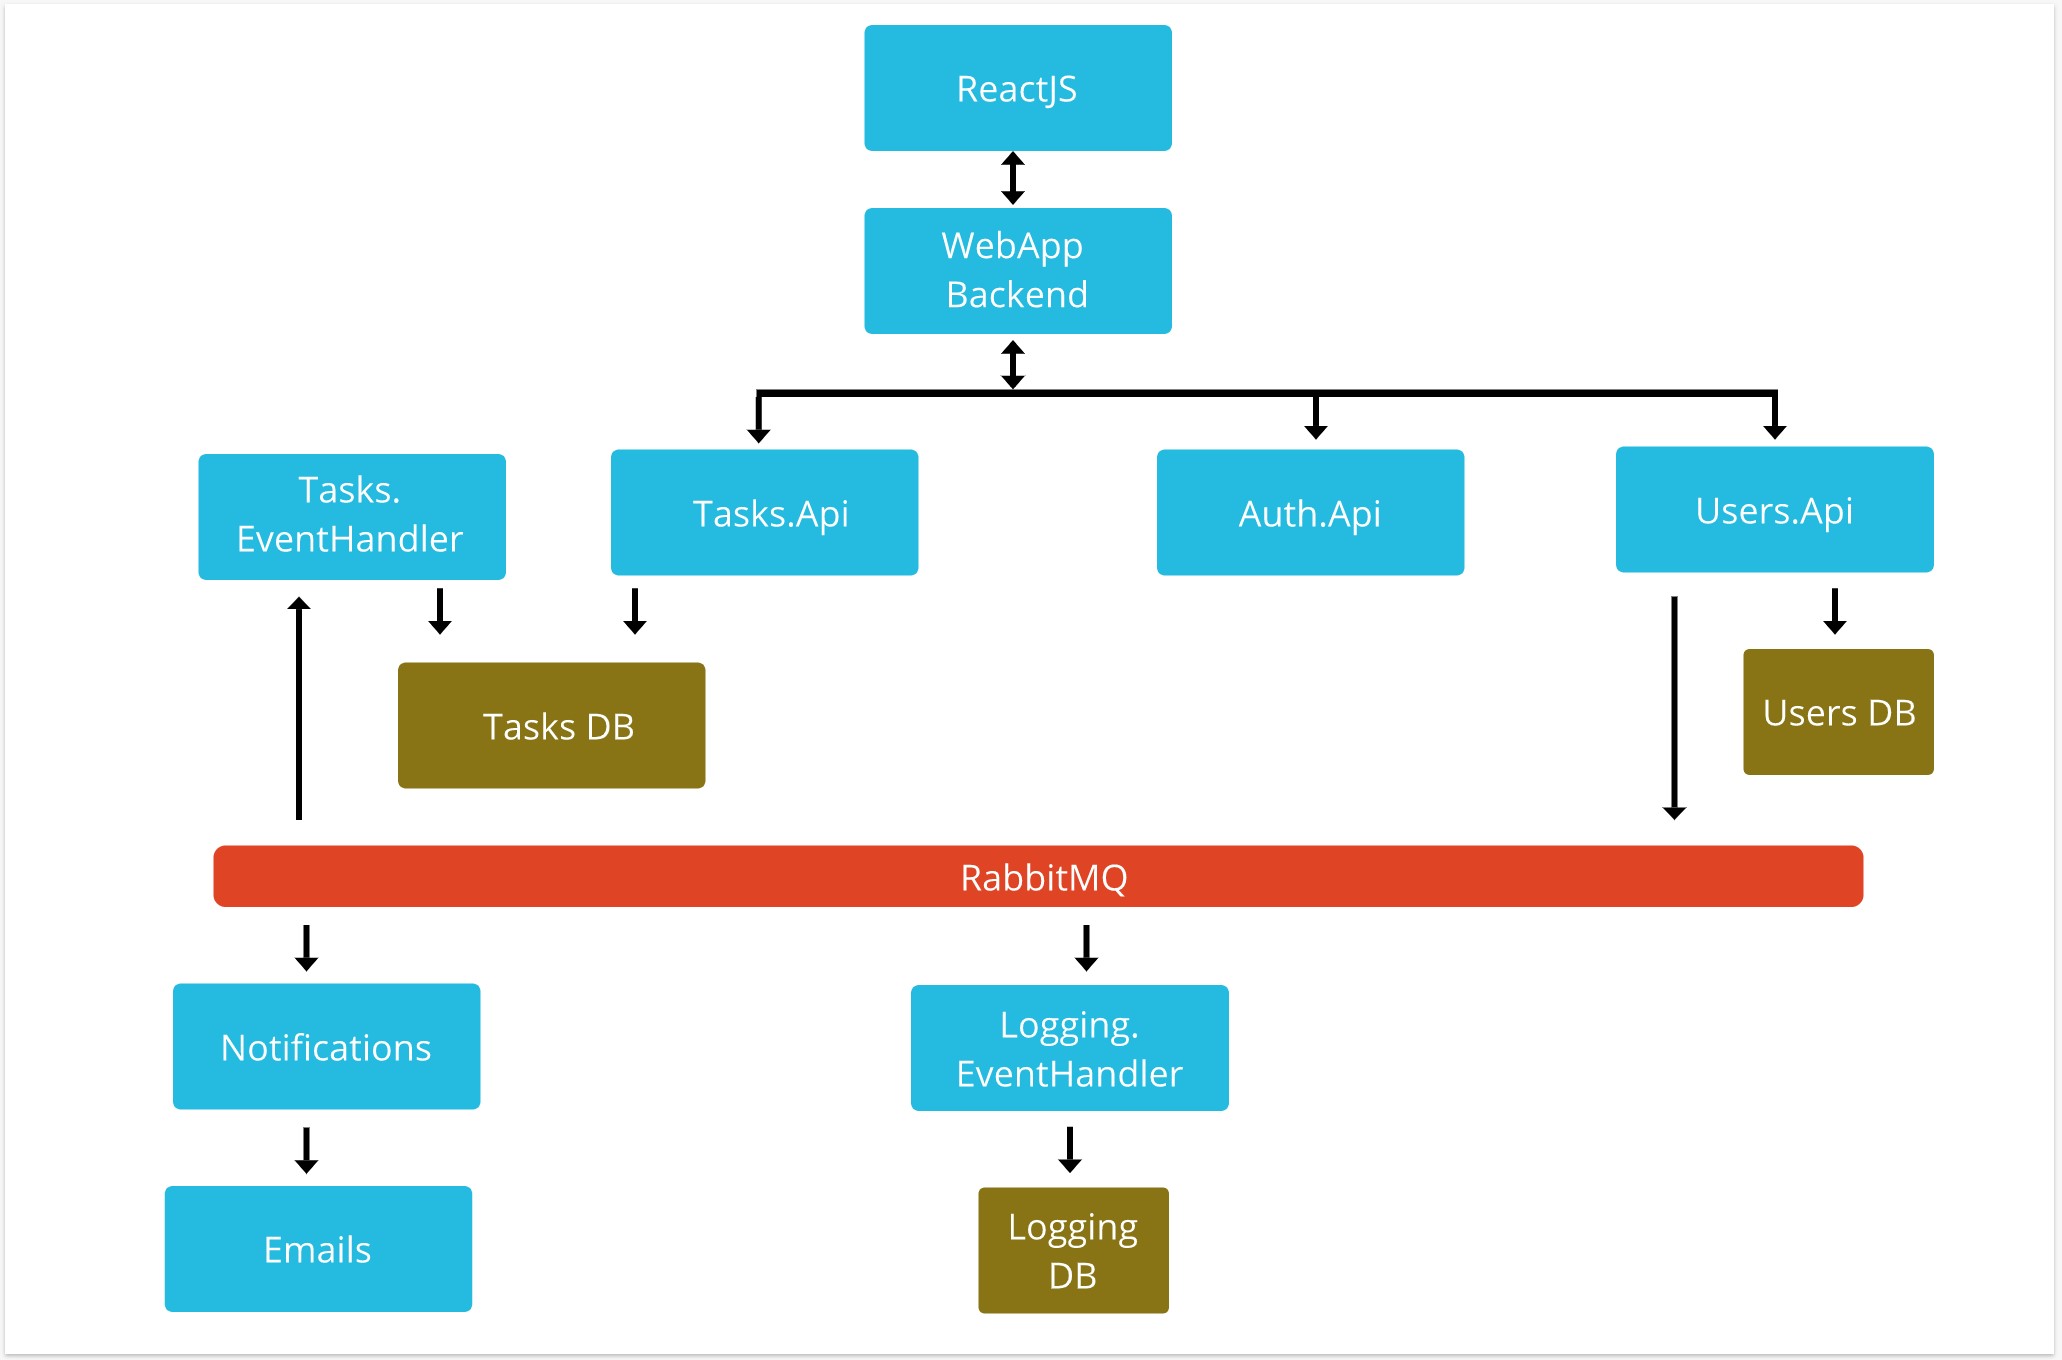 ReactJS
WebApp
Backend
Tasks.
EventHandler
Tasks.Api
Auth.Api
Users.Api
Tasks DB
Users DB
RabbitMQ
Notifications
Logging.
EventHandler
Emails
Logging
DB